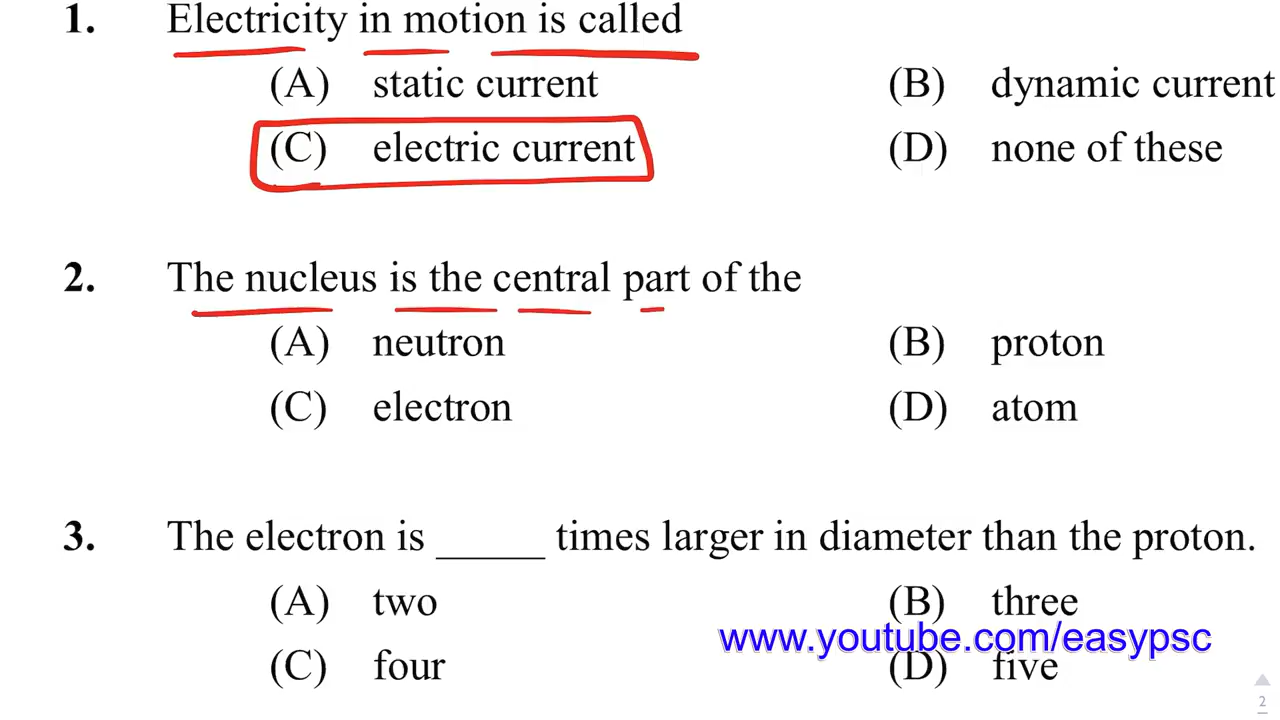 1. Electricity in motion is called
(A) static current (B) dynamic current
(C) electric current (D) none of these
2. The nucleus is the central part of the
(A) neutron (B) proton
(C) electron (D) atom
3. The electron is _____ times larger in diameter than the proton.
(A) two (B) three
www.youtube.com/easypsc
(C) four (D) five
2